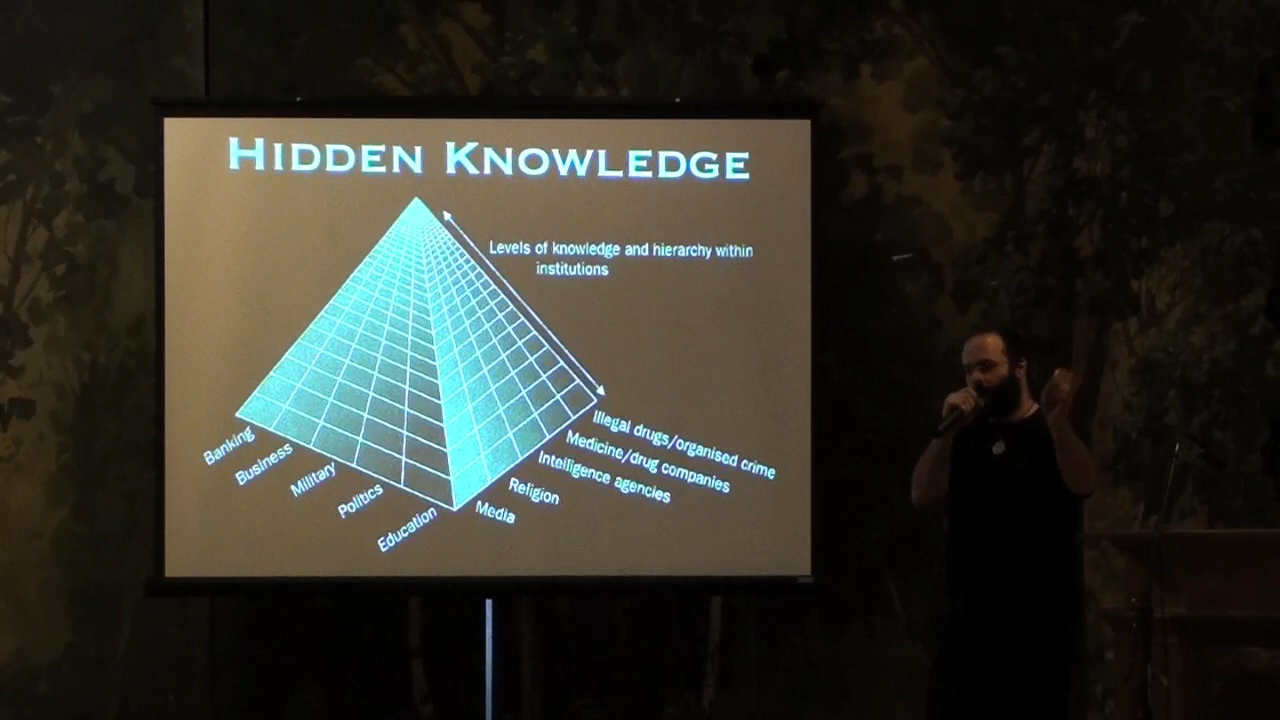 HIDDEN KNOWLEDGE
Levels of knowledge and hierarchy within
institutions
Banking
Business
Military
Politics
Education
Illegal drugs/organised crime
Medicine/drug companies
Intelligence agencies
Religion
Media